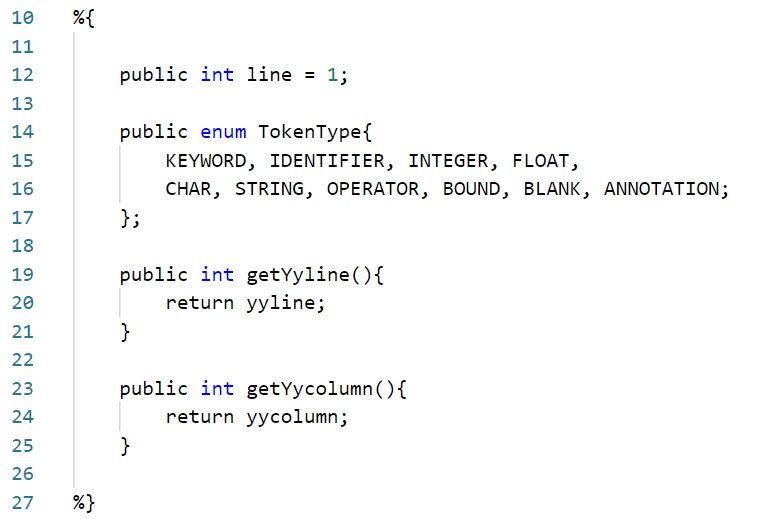 10 %{
11
12 public int line = 1;
13
14 public enum TokenType{
15 KEYWORD, IDENTIFIER, INTEGER, FLOAT,
16 CHAR, STRING, OPERATOR, BOUND, BLANK, ANNOTATION;
17 };
18
19 public int getYyline(){
20 return yyline;
21 }
22
23 public int getYycolumn(){
24 return yycolumn;
25 }
26
27 %}